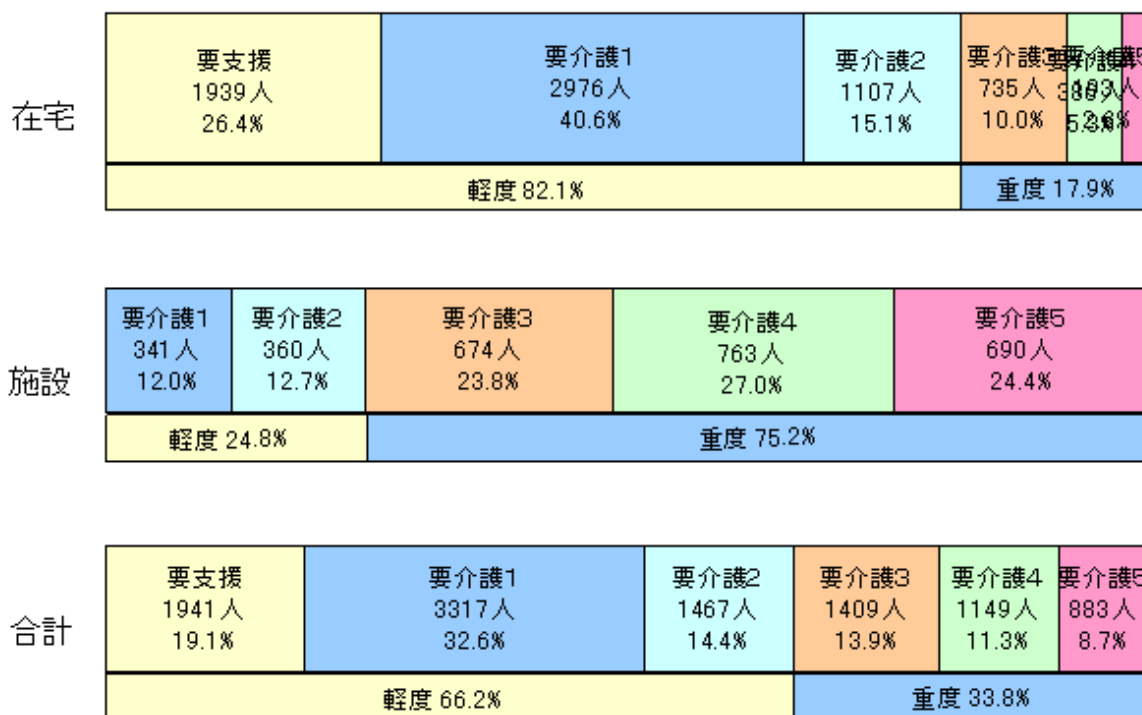 在宅
要支援
1939人
26.4%
要介護1
2976人
40.6%
要介護2
1107人
15.1%
要介護3
735人
10.0%
軽度 82.1%
重度 17.9%
施設
要介護1
341人
12.0%
要介護2
360人
12.7%
要介護3
674人
23.8%
要介護4
763人
27.0%
要介護5
690人
24.4%
軽度 24.8%
重度 75.2%
合計
要支援
1941人
19.1%
要介護1
3317人
32.6%
要介護2
1467人
14.4%
要介護3
1409人
13.9%
要介護4
1149人
11.3%
要介護5
883人
8.7%
軽度 66.2%
重度 33.8%